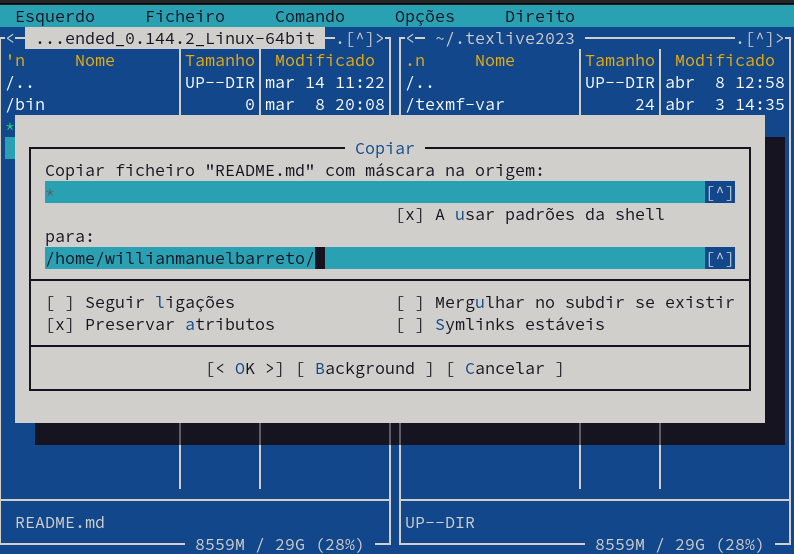 Esquerdo Ficheiro Comando Opções Direito
<─ ...ended_0.144.2_Linux-64bit ─.[^]>
<─ ~/.texlive2023 ─.[^]>
'n Nome Tamanho Modificado
.n Nome Tamanho Modificado
/.. UP--DIR mar 14 11:22
/.. UP--DIR abr 8 12:58
/bin 0 mar 8 20:08
/texmf-var 24 abr 3 14:35
*
Copiar
Copiar ficheiro "README.md" com máscara na origem:
* [^]
[x] A usar padrões da shell
para:
/home/willianmanuelbarreto/ [^]
[ ] Seguir ligações
[ ] Mergulhar no subdir se existir
[x] Preservar atributos
[ ] Symlinks estáveis
[< OK >] [ Background ] [ Cancelar ]
README.md
UP--DIR
8559M / 29G (28%)
8559M / 29G (28%)